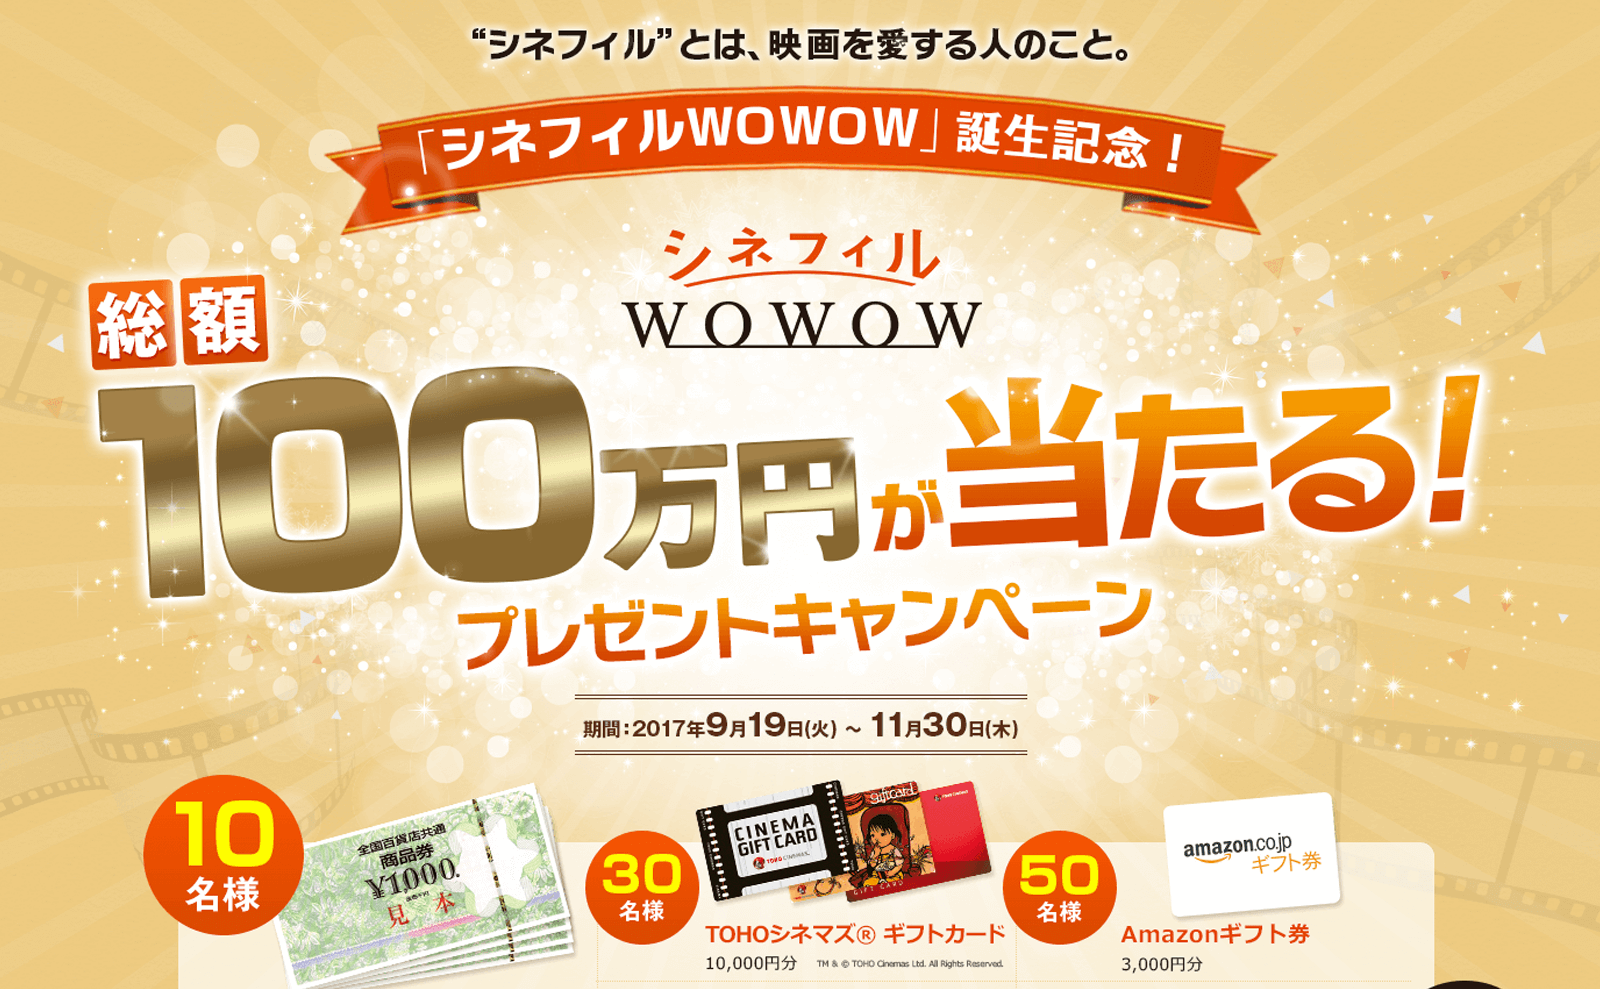 “シネフィル”とは、映画を愛する人のこと。
「シネフィルWOWOW」誕生記念！
シネフィル
WOWOW
総額
100万円が当たる！
プレゼントキャンペーン
期間：2017年9月19日(火) ～ 11月30日(木)
10
名様
全国百貨店共通
商品券
¥1,000.
見本
30
名様
CINEMA
GIFT CARD
TOHO CINEMAS
giftcard
GIFT CARD
TOHOシネマズ® ギフトカード
10,000円分
TM & © TOHO Cinemas Ltd. All Rights Reserved.
50
名様
amazon.co.jp
ギフト券
Amazonギフト券
3,000円分